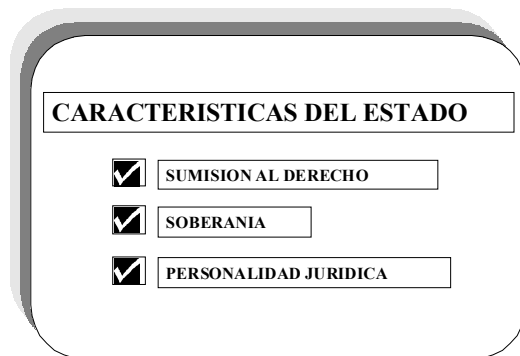 CARACTERISTICAS DEL ESTADO
SUMISION AL DERECHO
SOBERANIA
PERSONALIDAD JURIDICA